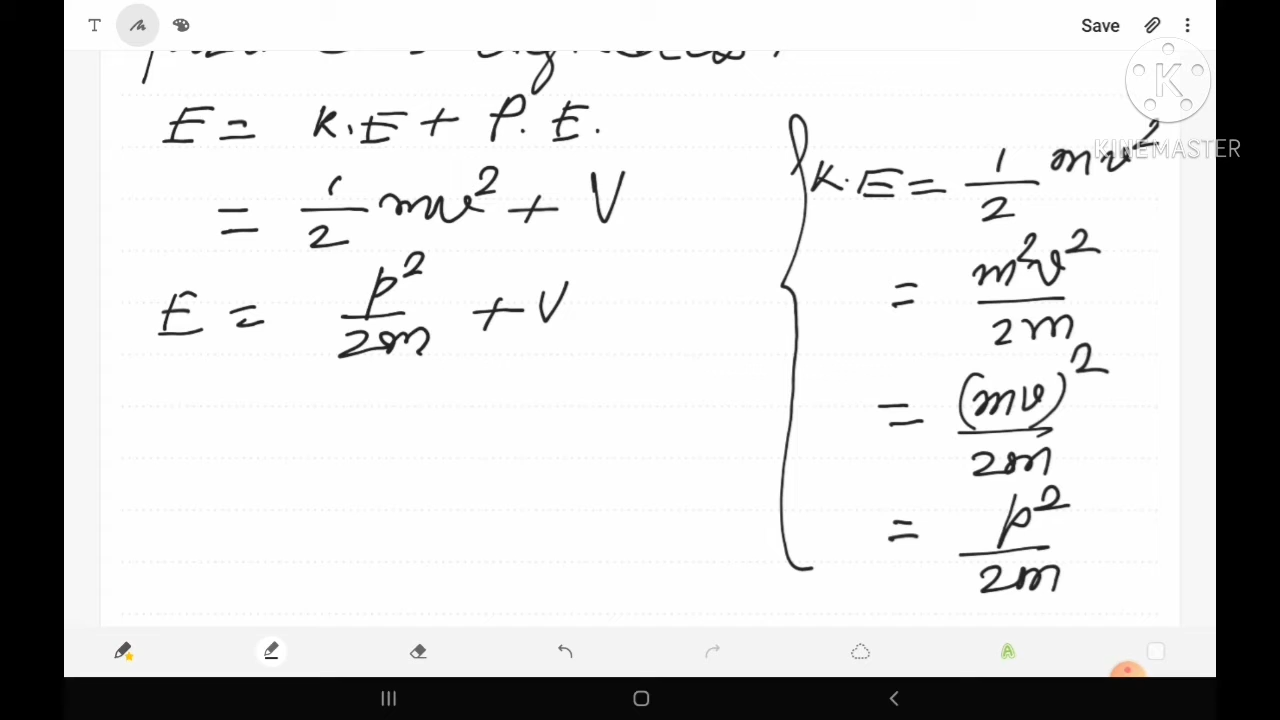 T Save
K
KINEMASTER
E = K.E + P.E.
= 1/2 mv² + V
E = p²/2m + V
{ K.E = 1/2 mv²
= m²v²/2m
= (mv)²/2m
= p²/2m
A